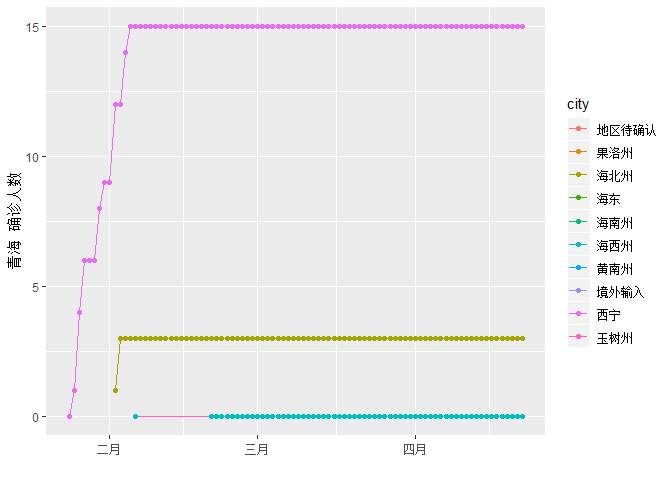 15
10
5
0
青海 确诊人数
二月
三月
四月
city
地区待确认
果洛州
海北州
海东
海南州
海西州
黄南州
境外输入
西宁
玉树州